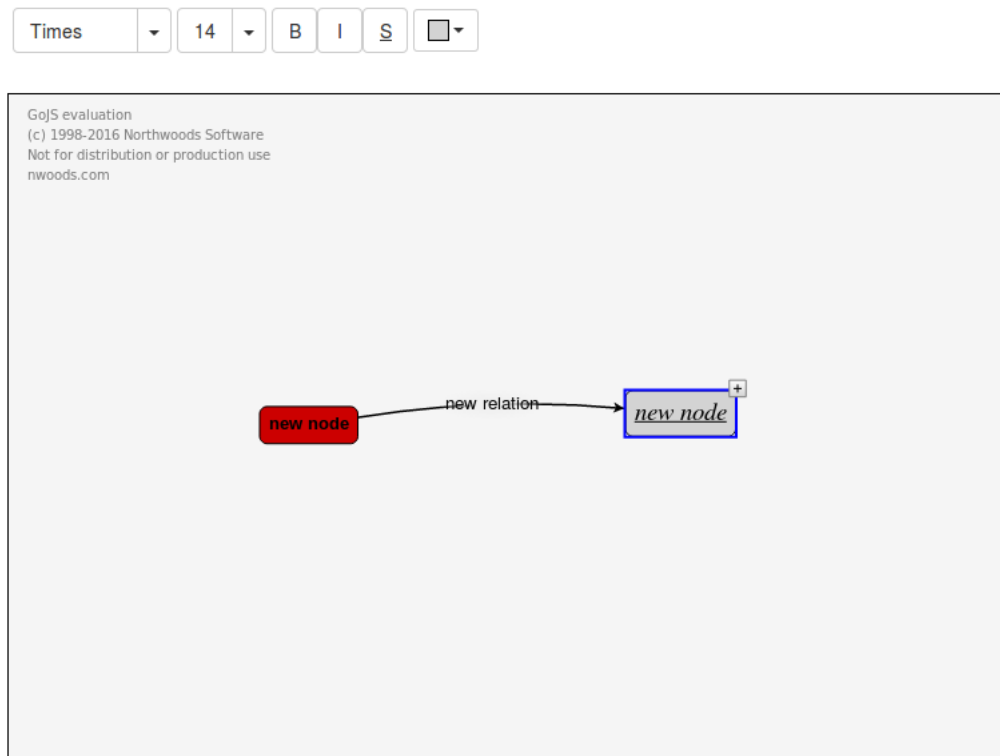 Times 14 B I S
GoJS evaluation
(c) 1998-2016 Northwoods Software
Not for distribution or production use
nwoods.com
new node
new relation
new node